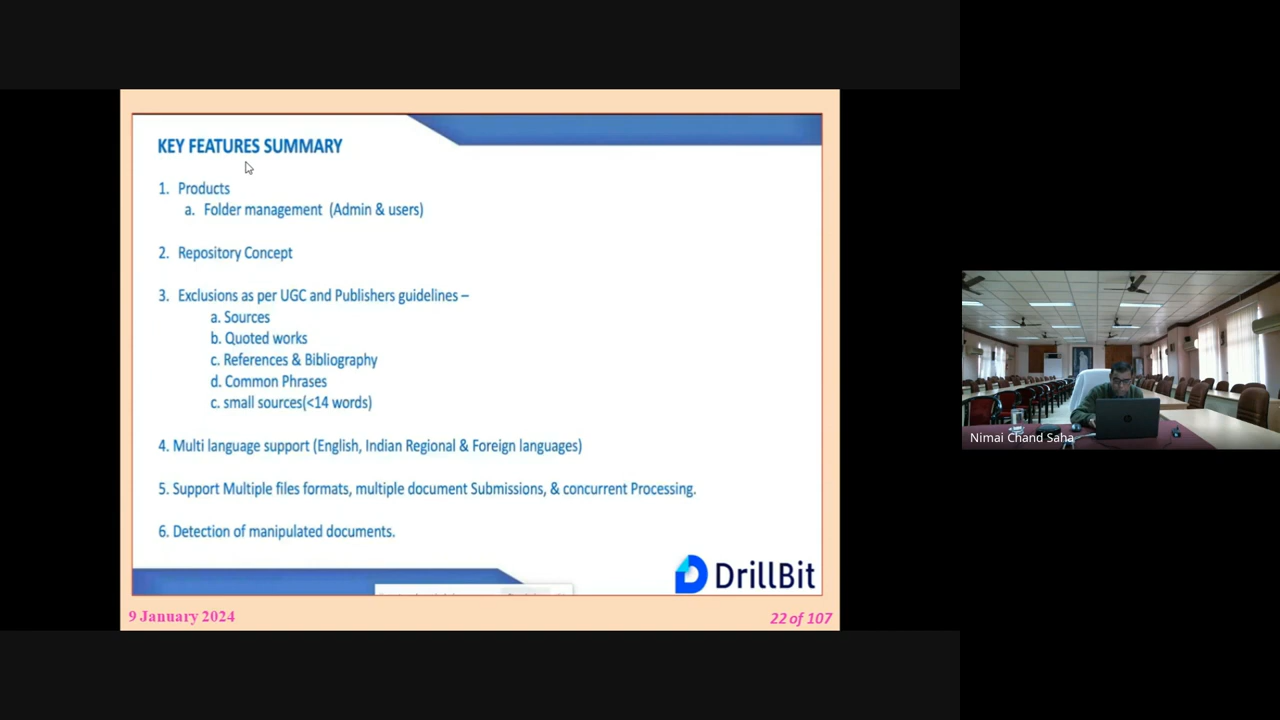 KEY FEATURES SUMMARY
1. Products
a. Folder management (Admin & users)
2. Repository Concept
3. Exclusions as per UGC and Publishers guidelines –
a. Sources
b. Quoted works
c. References & Bibliography
d. Common Phrases
c. small sources(<14 words)
4. Multi language support (English, Indian Regional & Foreign languages)
5. Support Multiple files formats, multiple document Submissions, & concurrent Processing.
6. Detection of manipulated documents.
DrillBit
9 January 2024
22 of 107
Nimai Chand Saha